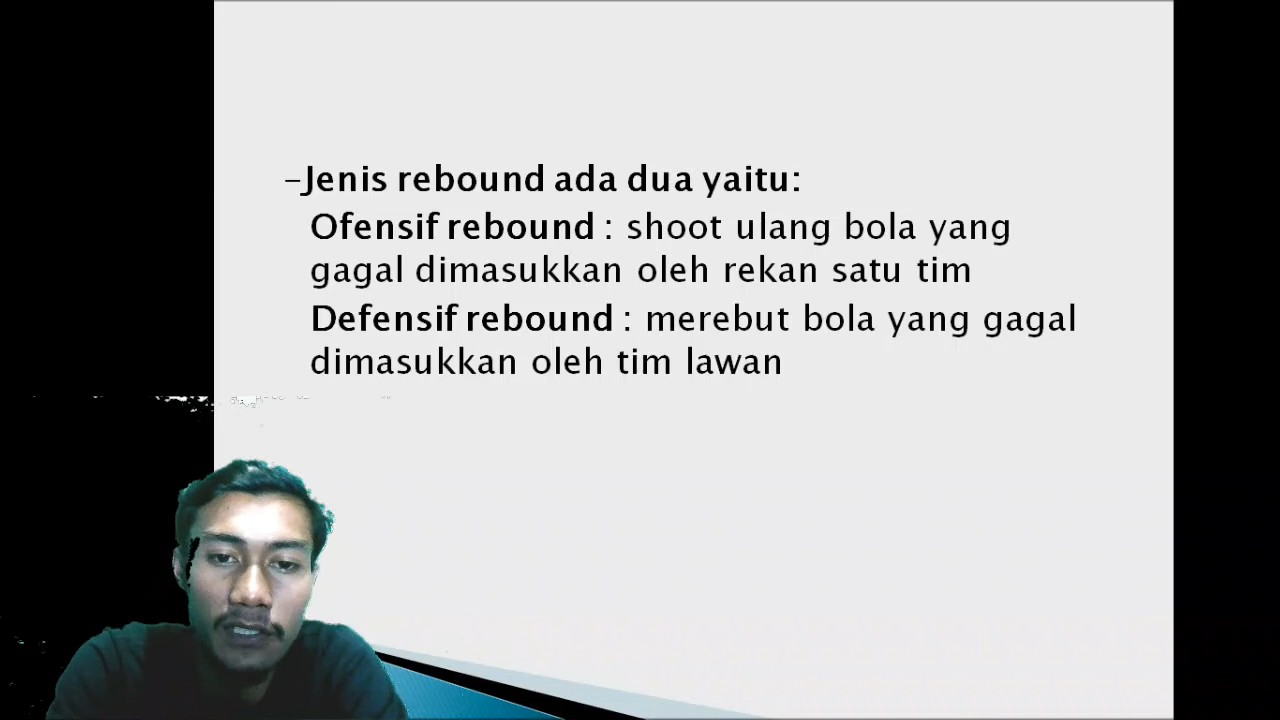 –Jenis rebound ada dua yaitu:
Ofensif rebound : shoot ulang bola yang
gagal dimasukkan oleh rekan satu tim
Defensif rebound : merebut bola yang gagal
dimasukkan oleh tim lawan